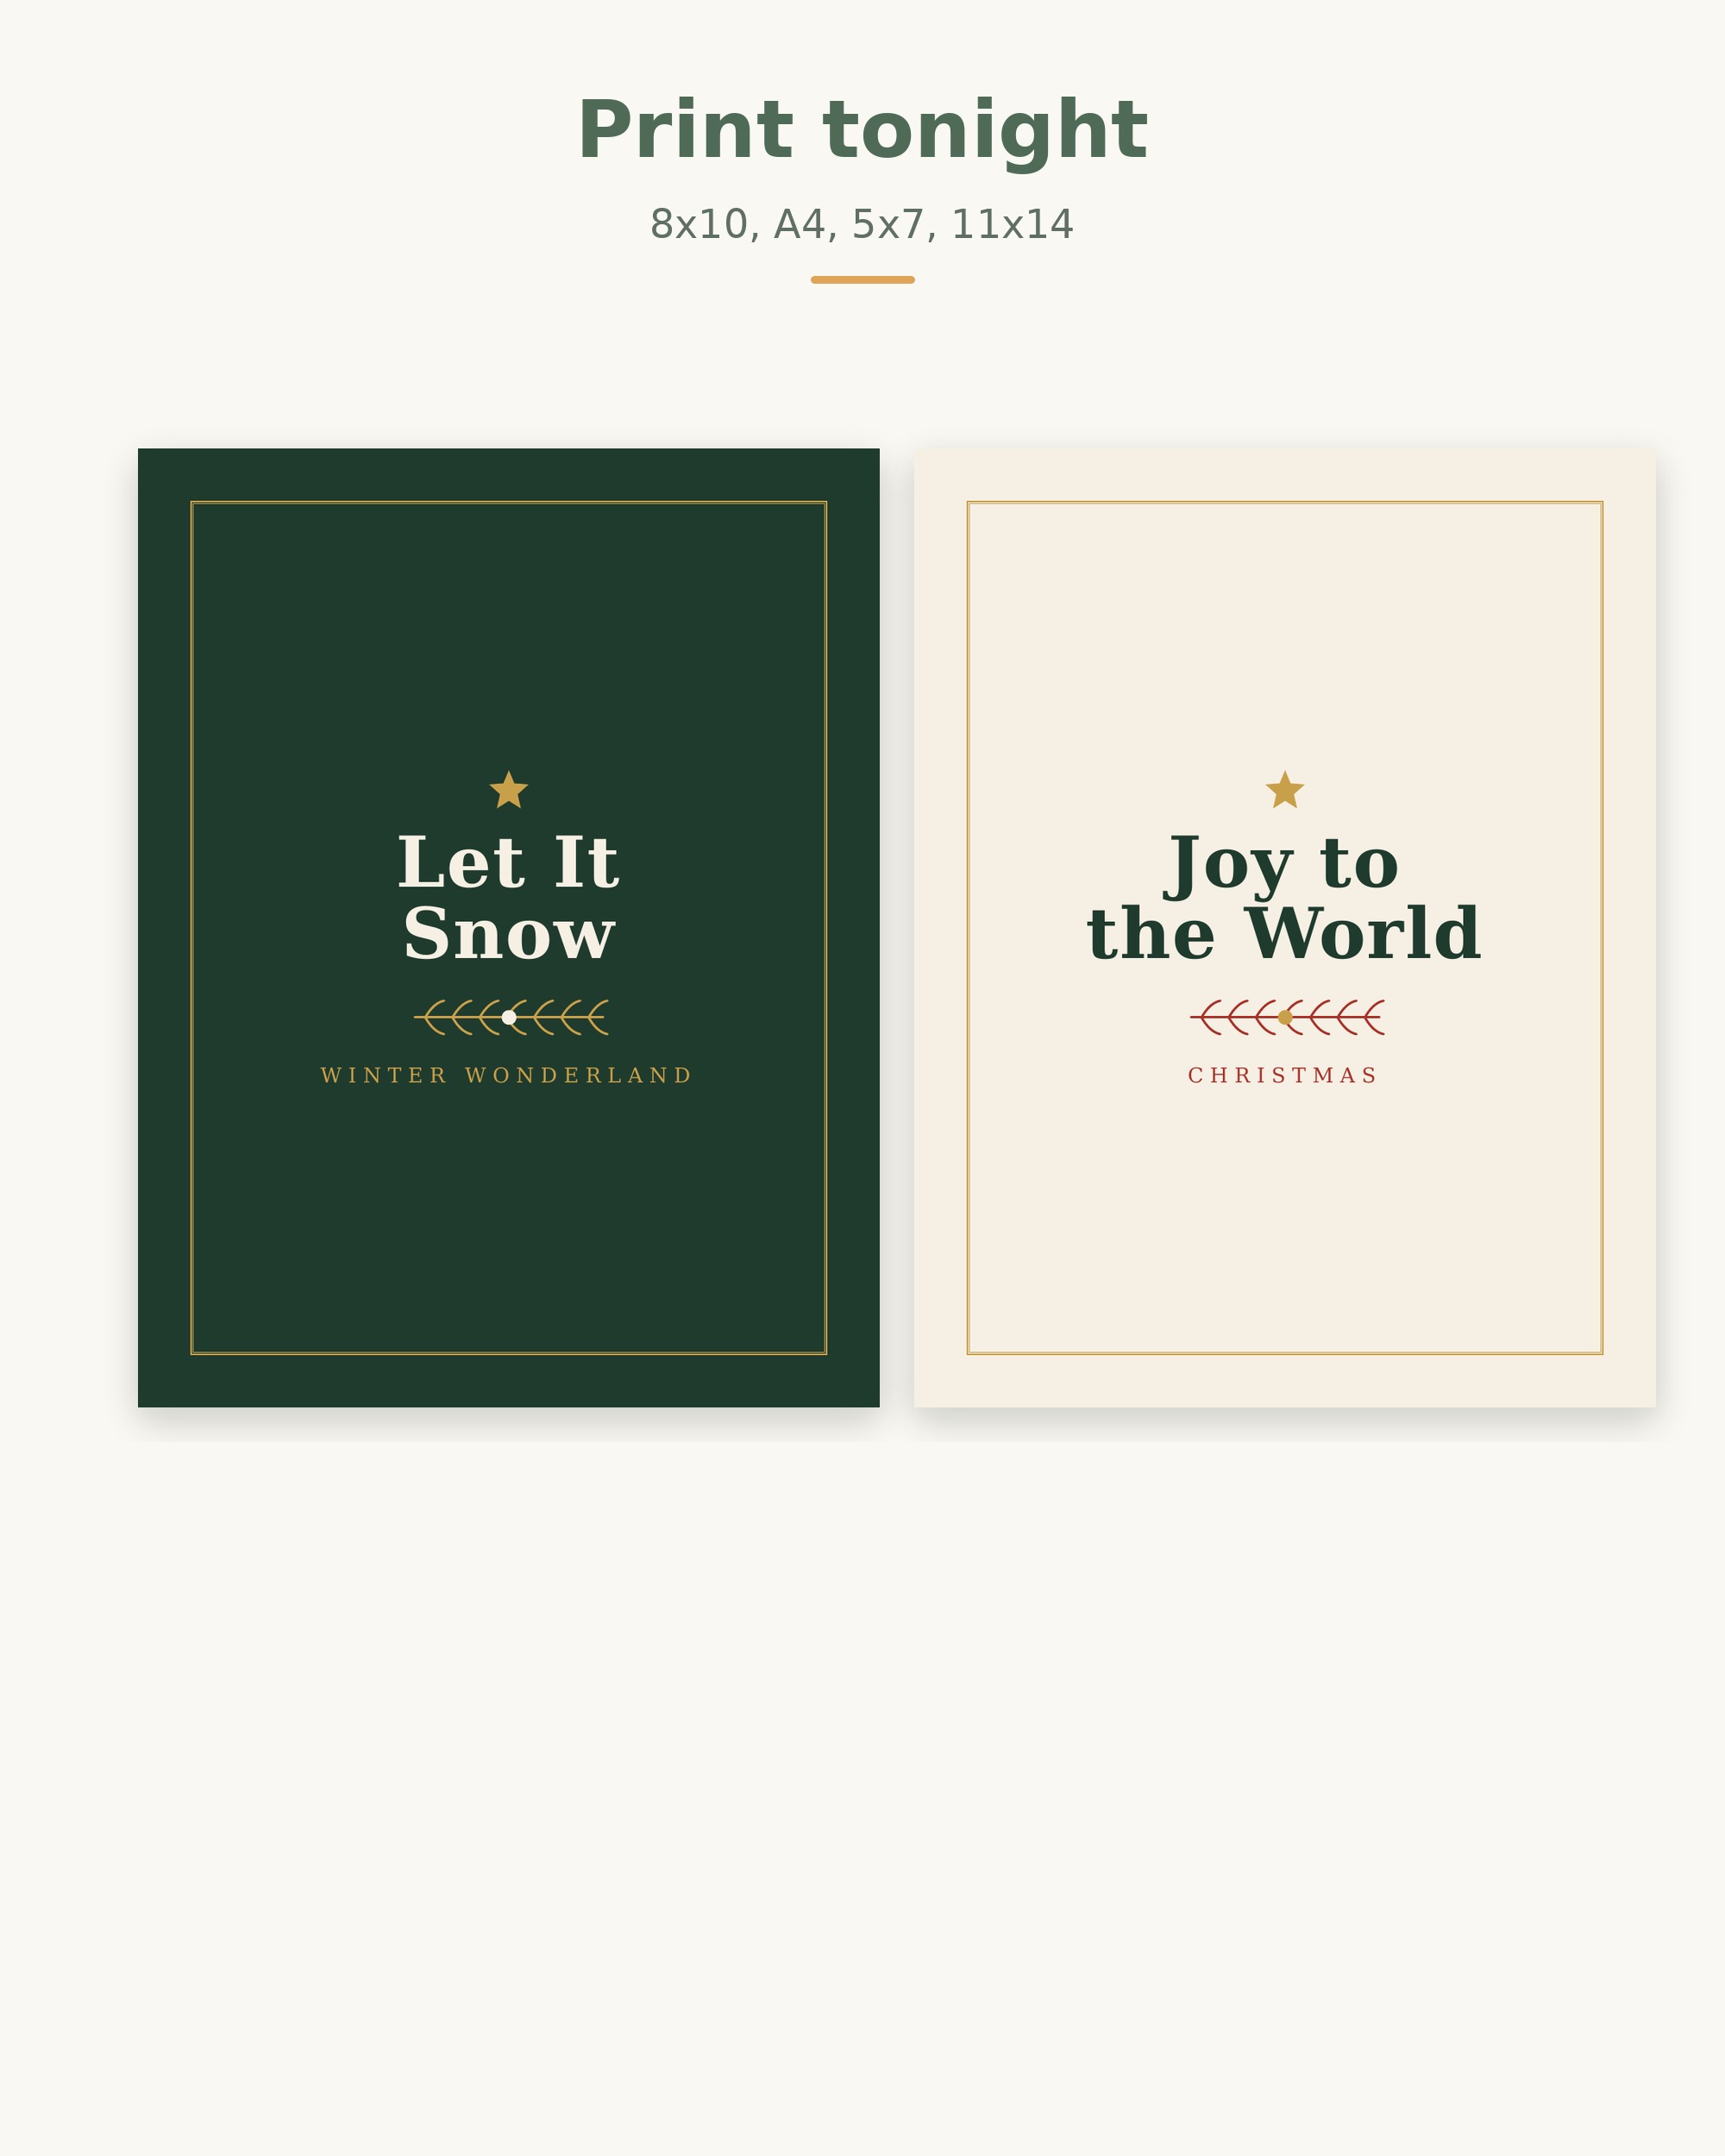 Print tonight
8x10, A4, 5x7, 11x14
Let It
Snow
WINTER WONDERLAND
Joy to
the World
CHRISTMAS